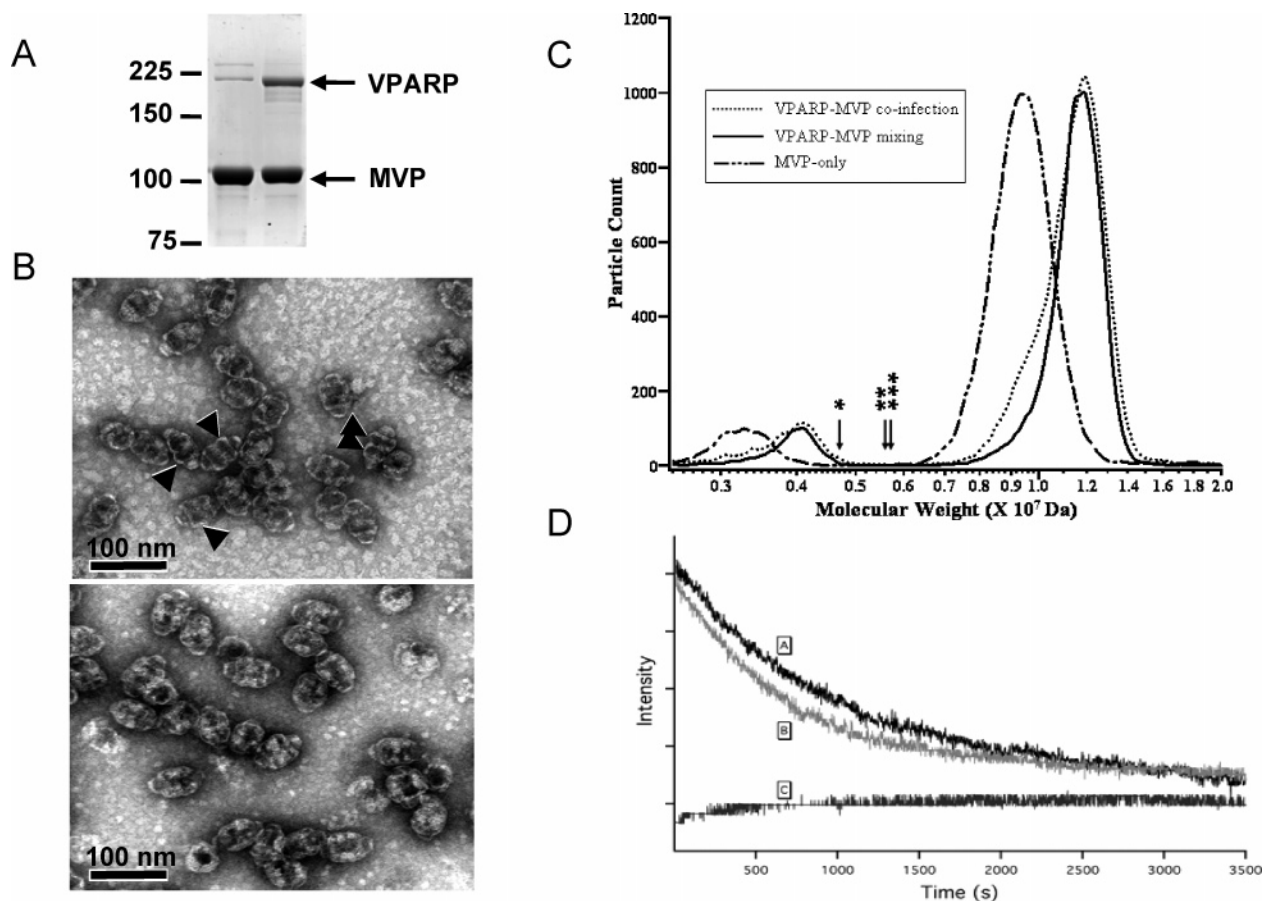 A
225
150
100
75
VPARP
MVP
B
100 nm
100 nm
C
1200
1000
800
600
400
200
0
Particle Count
VPARP-MVP co-infection
VPARP-MVP mixing
MVP-only
*
**
***
0.3 0.4 0.5 0.6 0.7 0.8 0.9 1.0 1.2 1.4 1.6 1.8 2.0
Molecular Weight (X 10⁷ Da)
D
Intensity
A
B
C
500 1000 1500 2000 2500 3000 3500
Time (s)